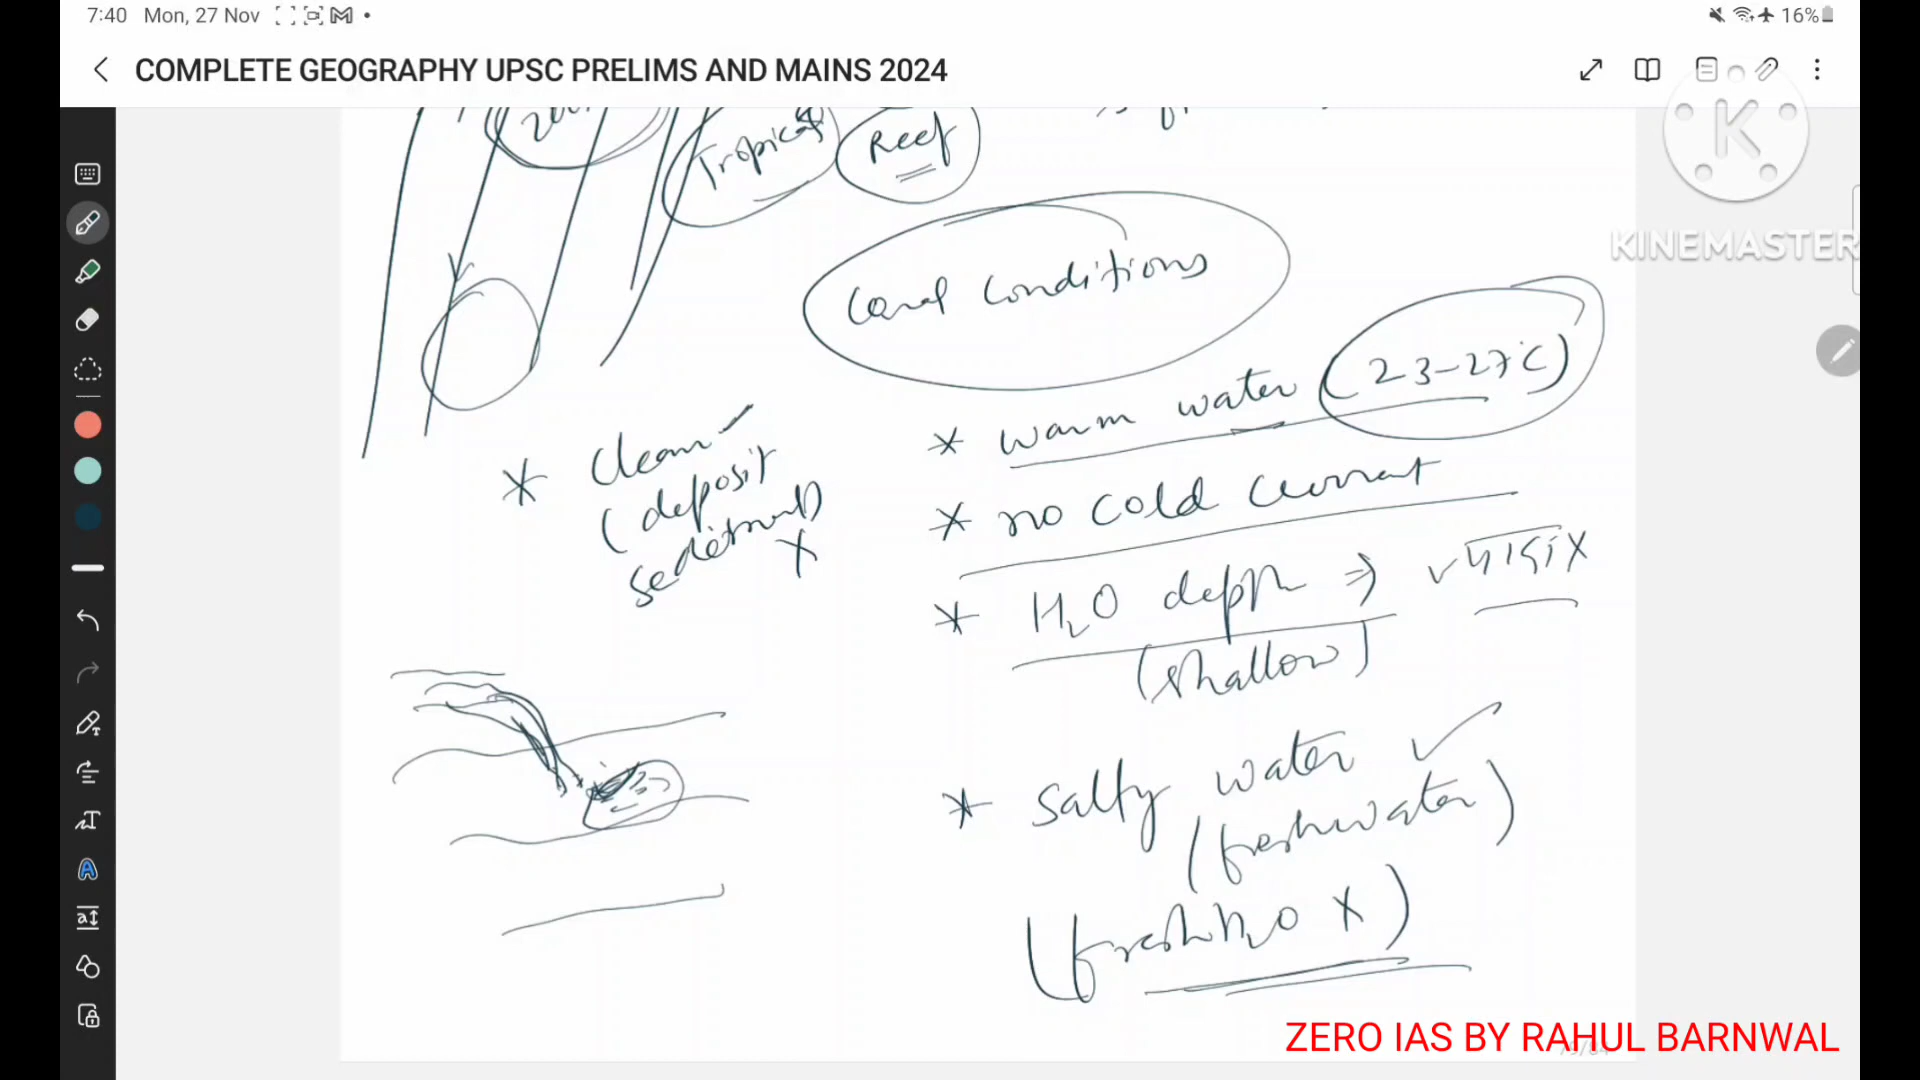 7:40 Mon, 27 Nov
16%
COMPLETE GEOGRAPHY UPSC PRELIMS AND MAINS 2024
K
KINEMASTER
Tropical
Reef
Coral Conditions
* warm water (23-27°C)
* no cold current
* H₂O depth ⇒
(shallow)
* salty water ✓
(freshwater)
(freshH₂O X)
* Clean ✓
(deposit
sediment)
X
ZERO IAS BY RAHUL BARNWAL